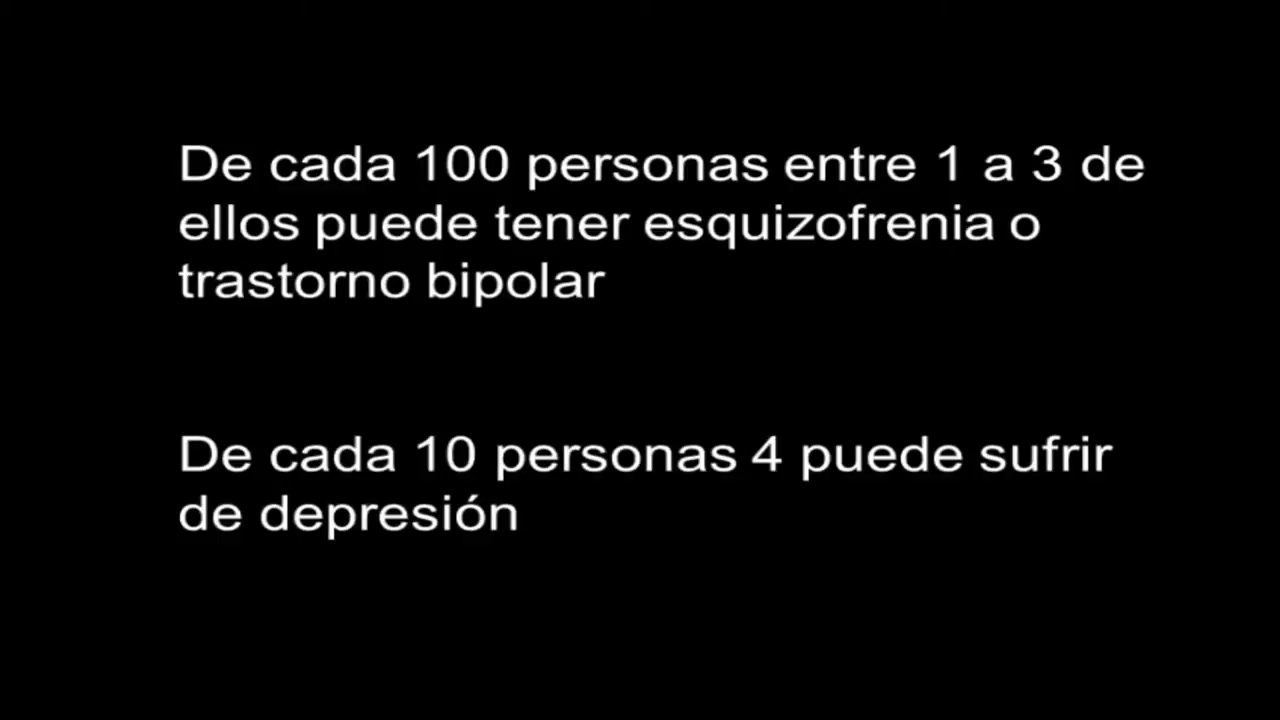 De cada 100 personas entre 1 a 3 de
ellos puede tener esquizofrenia o
trastorno bipolar
De cada 10 personas 4 puede sufrir
de depresión